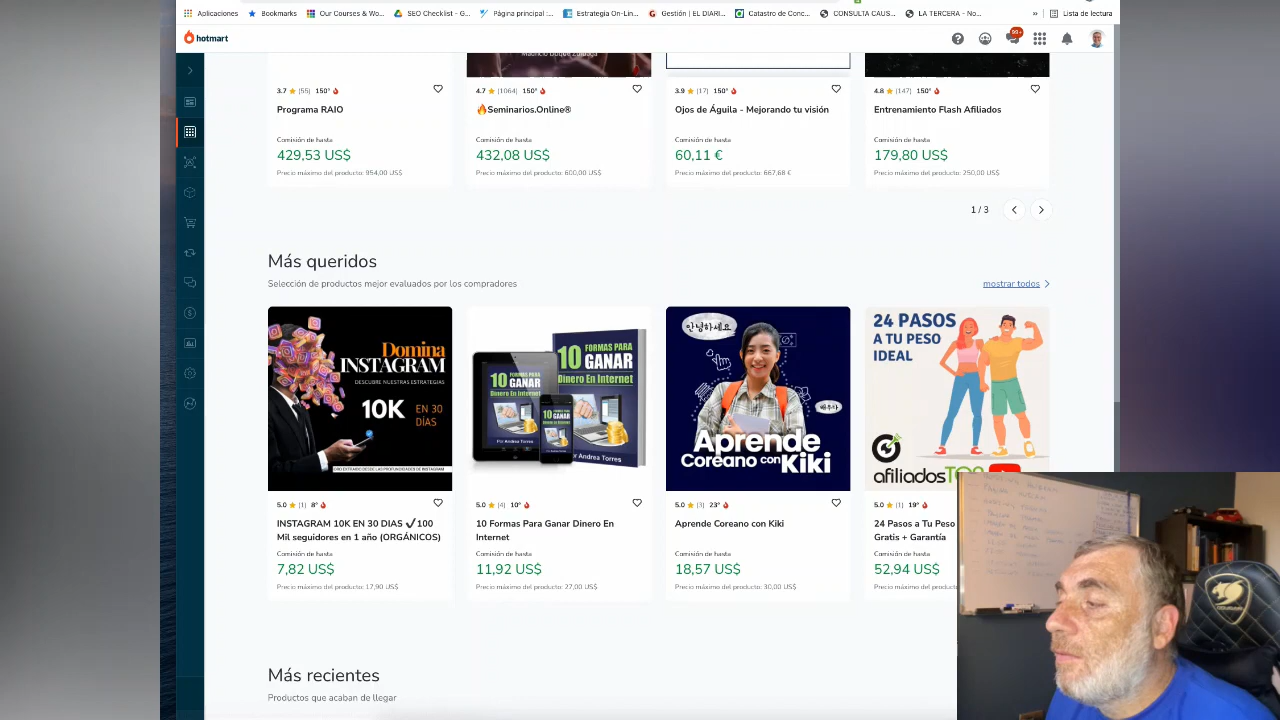 Aplicaciones
Bookmarks
Our Courses & Wo...
SEO Checklist – G...
Página principal :...
Estrategia On-Lin...
Gestión | EL DIARI...
Catastro de Conc...
CONSULTA CAUS...
LA TERCERA - No...
»
Lista de lectura
hotmart
99+
3.7 (55) 150°
Programa RAIO
Comisión de hasta
429,53 US$
Precio máximo del producto: 954,00 US$
4.7 (1064) 150°
🔥Seminarios.Online®
Comisión de hasta
432,08 US$
Precio máximo del producto: 600,00 US$
3.9 (17) 150°
Ojos de Águila - Mejorando tu visión
Comisión de hasta
60,11 €
Precio máximo del producto: 667,68 €
4.8 (147) 150°
Entrenamiento Flash Afiliados
Comisión de hasta
179,80 US$
Precio máximo del producto: 250,00 US$
1 / 3
Más queridos
Selección de productos mejor evaluados por los compradores
mostrar todos
Domina
INSTAGRAM
DESCUBRE NUESTRAS ESTRATEGIAS
10K EN 30
DÍAS
10 FORMAS PARA
GANAR
Dinero En Internet
Por Andrea Torres
안녕하세요
Aprende
Coreano con Kiki
24 PASOS
A TU PESO
IDEAL
afiliadosTOP
5.0 (1) 8°
INSTAGRAM 10K EN 30 DIAS ✔100
Mil seguidores en 1 año (ORGÁNICOS)
Comisión de hasta
7,82 US$
Precio máximo del producto: 17,90 US$
5.0 (4) 10°
10 Formas Para Ganar Dinero En
Internet
Comisión de hasta
11,92 US$
Precio máximo del producto: 27,00 US$
5.0 (3) 23°
Aprende Coreano con Kiki
Comisión de hasta
18,57 US$
Precio máximo del producto: 30,00 US$
5.0 (1) 19°
24 Pasos a Tu Peso
Gratis + Garantía
Comisión de hasta
52,94 US$
Precio máximo del producto:
Más recientes
Productos que acaban de llegar